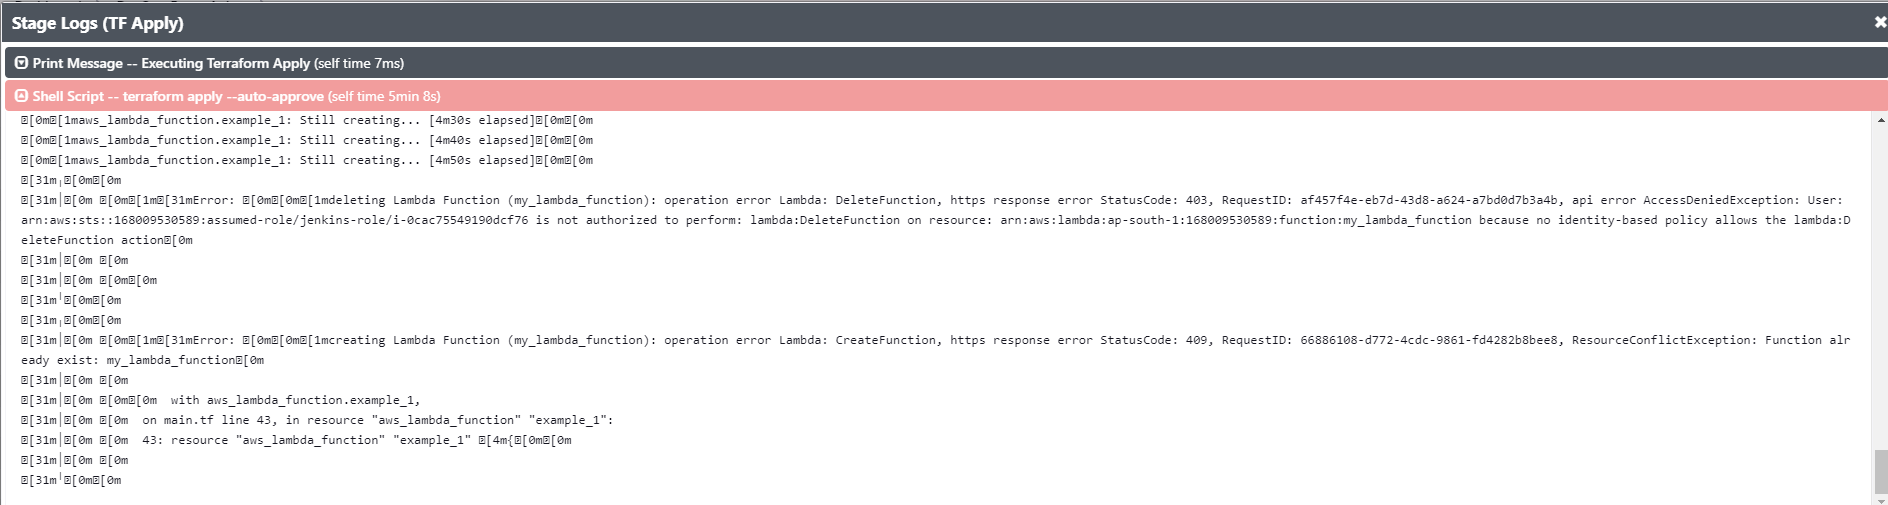 Stage Logs (TF Apply)
Print Message -- Executing Terraform Apply (self time 7ms)
Shell Script -- terraform apply --auto-approve (self time 5min 8s)
�[0m�[1maws_lambda_function.example_1: Still creating... [4m30s elapsed]�[0m�[0m
�[0m�[1maws_lambda_function.example_1: Still creating... [4m40s elapsed]�[0m�[0m
�[0m�[1maws_lambda_function.example_1: Still creating... [4m50s elapsed]�[0m�[0m
�[31m╷�[0m�[0m
�[31m│�[0m �[0m�[1m�[31mError: �[0m�[0m�[1mdeleting Lambda Function (my_lambda_function): operation error Lambda: DeleteFunction, https response error StatusCode: 403, RequestID: af457f4e-eb7d-43d8-a624-a7bd0d7b3a4b, api error AccessDeniedException: User:
arn:aws:sts::168009530589:assumed-role/jenkins-role/i-0cac75549190dcf76 is not authorized to perform: lambda:DeleteFunction on resource: arn:aws:lambda:ap-south-1:168009530589:function:my_lambda_function because no identity-based policy allows the lambda:D
eleteFunction action�[0m
�[31m│�[0m �[0m
�[31m│�[0m �[0m�[0m
�[31m╵�[0m�[0m
�[31m╷�[0m�[0m
�[31m│�[0m �[0m�[1m�[31mError: �[0m�[0m�[1mcreating Lambda Function (my_lambda_function): operation error Lambda: CreateFunction, https response error StatusCode: 409, RequestID: 66886108-d772-4cdc-9861-fd4282b8bee8, ResourceConflictException: Function alr
eady exist: my_lambda_function�[0m
�[31m│�[0m �[0m
�[31m│�[0m �[0m�[0m  with aws_lambda_function.example_1,
�[31m│�[0m �[0m  on main.tf line 43, in resource "aws_lambda_function" "example_1":
�[31m│�[0m �[0m  43: resource "aws_lambda_function" "example_1" �[4m{�[0m�[0m
�[31m│�[0m �[0m
�[31m╵�[0m�[0m